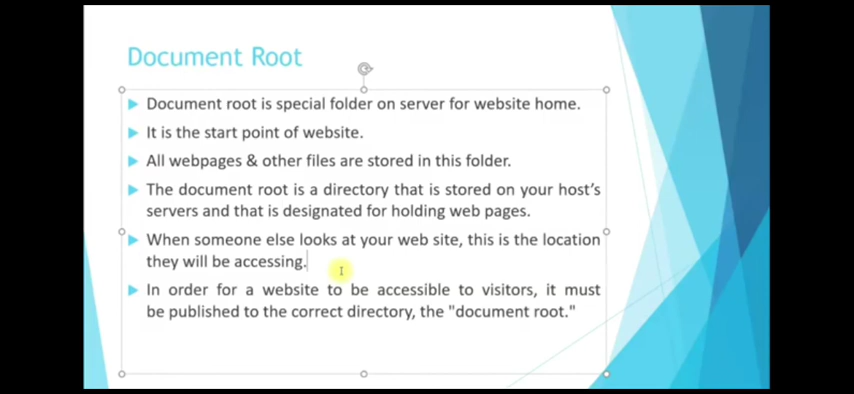 Document Root
Document root is special folder on server for website home.
It is the start point of website.
All webpages & other files are stored in this folder.
The document root is a directory that is stored on your host's
servers and that is designated for holding web pages.
When someone else looks at your web site, this is the location
they will be accessing.
In order for a website to be accessible to visitors, it must
be published to the correct directory, the "document root."